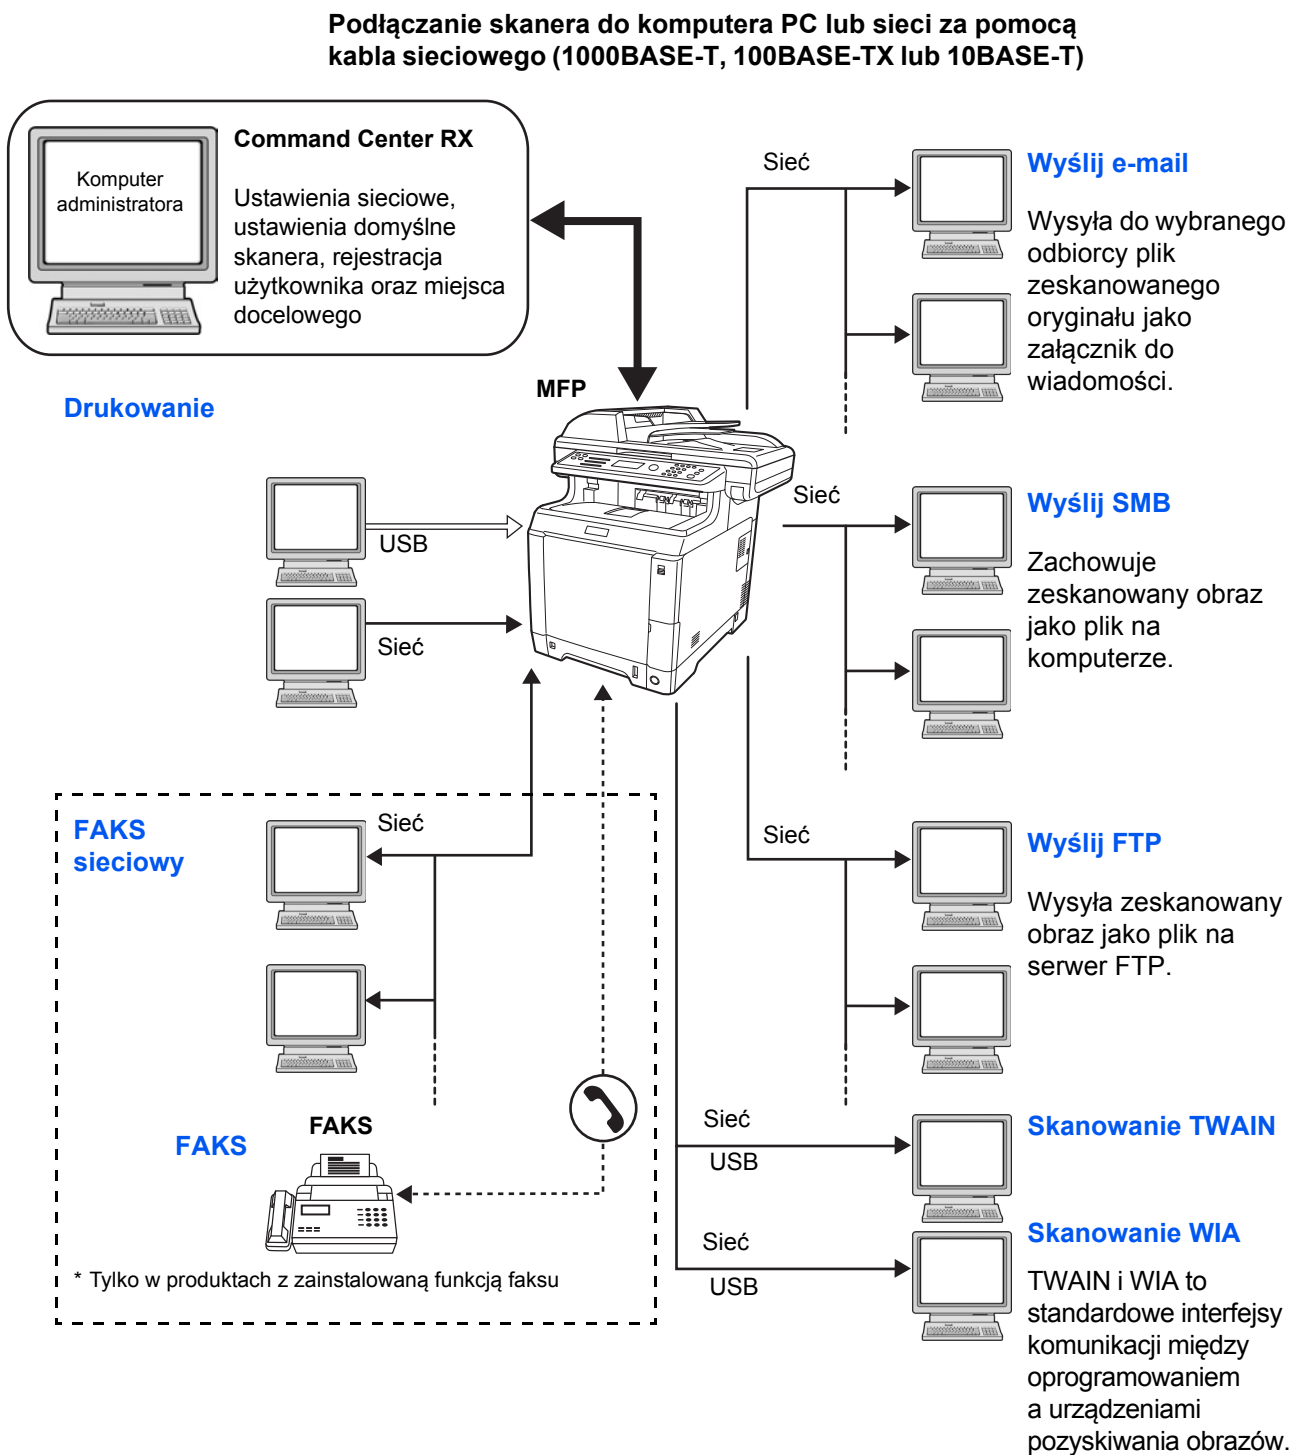 Podłączanie skanera do komputera PC lub sieci za pomocą
kabla sieciowego (1000BASE-T, 100BASE-TX lub 10BASE-T)
Komputer
administratora
Command Center RX
Ustawienia sieciowe,
ustawienia domyślne
skanera, rejestracja
użytkownika oraz miejsca
docelowego
Sieć
Wyślij e-mail
Wysyła do wybranego
odbiorcy plik
zeskanowanego
oryginału jako
załącznik do
wiadomości.
MFP
Drukowanie
USB
Sieć
Sieć
Wyślij SMB
Zachowuje
zeskanowany obraz
jako plik na
komputerze.
FAKS
sieciowy
Sieć
Sieć
Wyślij FTP
Wysyła zeskanowany
obraz jako plik na
serwer FTP.
FAKS
FAKS
* Tylko w produktach z zainstalowaną funkcją faksu
Sieć
USB
Skanowanie TWAIN
Sieć
USB
Skanowanie WIA
TWAIN i WIA to
standardowe interfejsy
komunikacji między
oprogramowaniem
a urządzeniami
pozyskiwania obrazów.